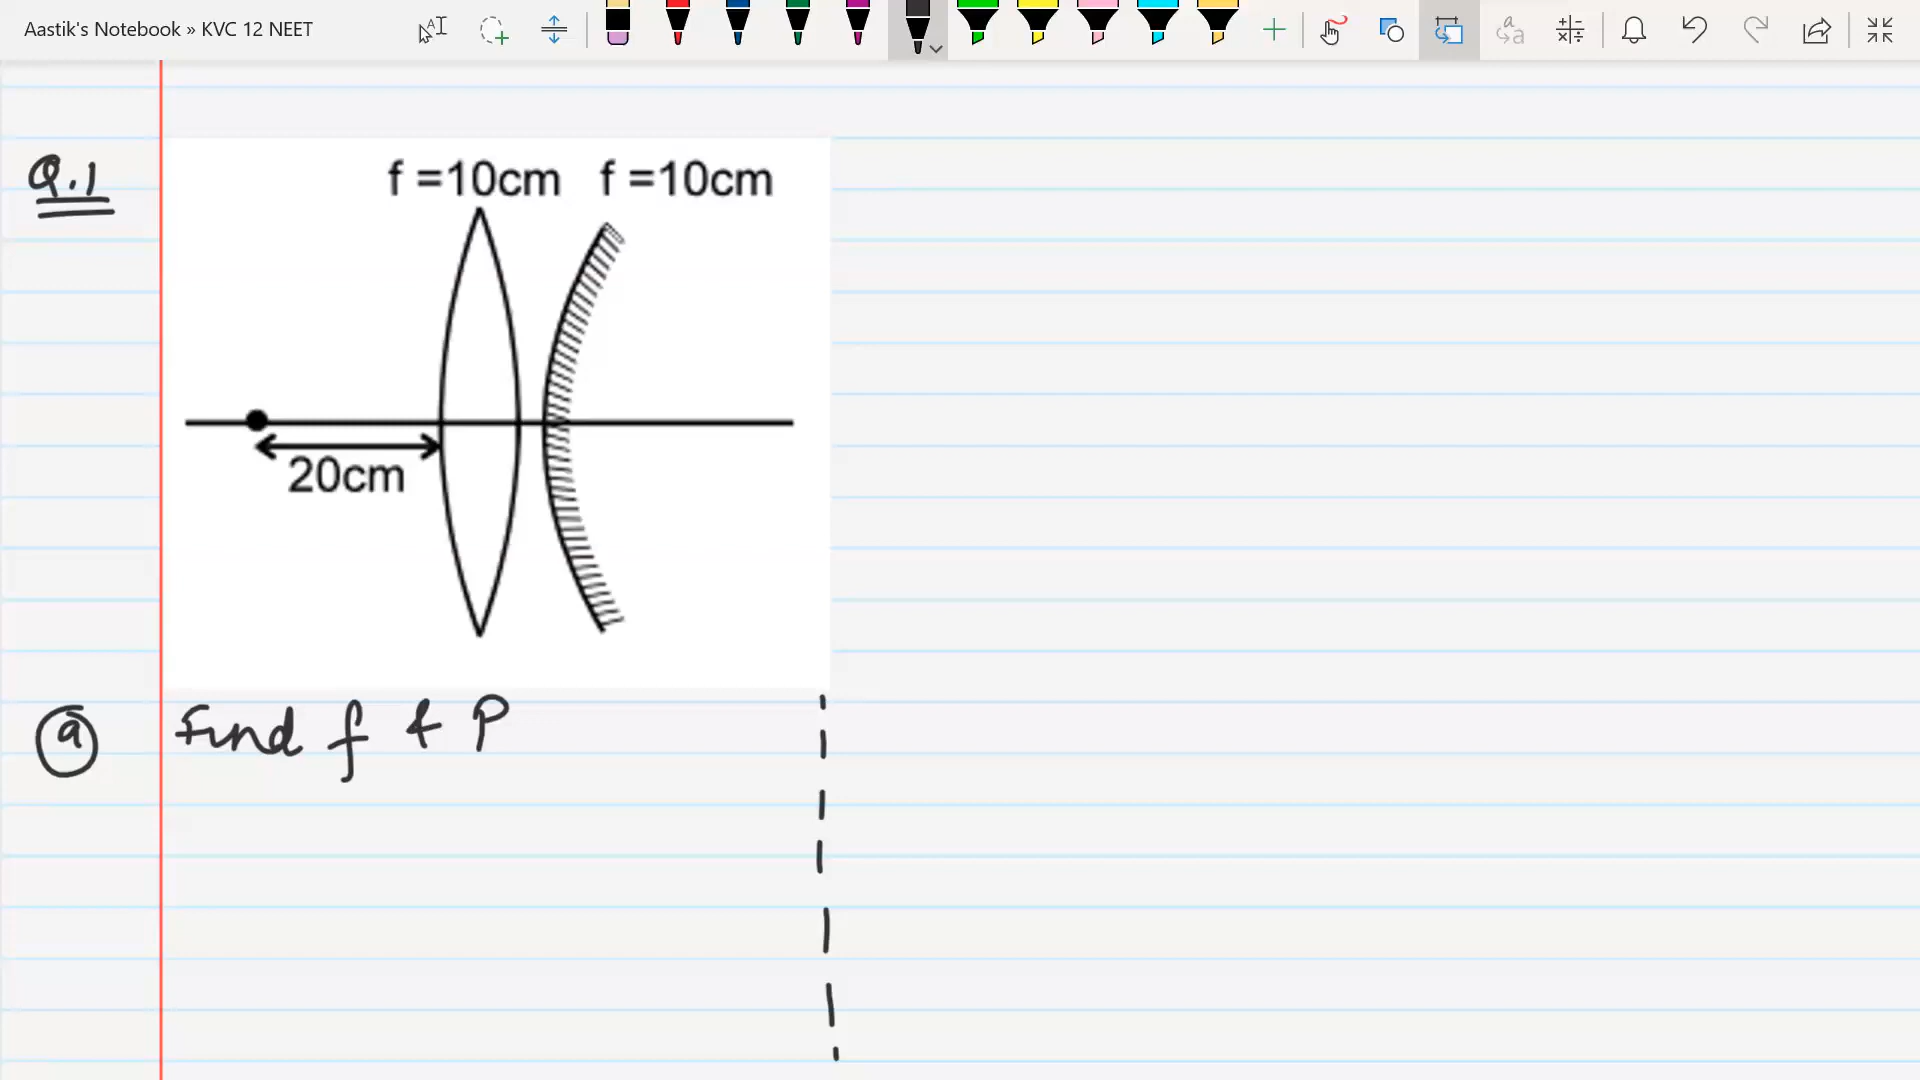 Aastik's Notebook » KVC 12 NEET
Q.1
f =10cm f =10cm
20cm
(a) Find f & P